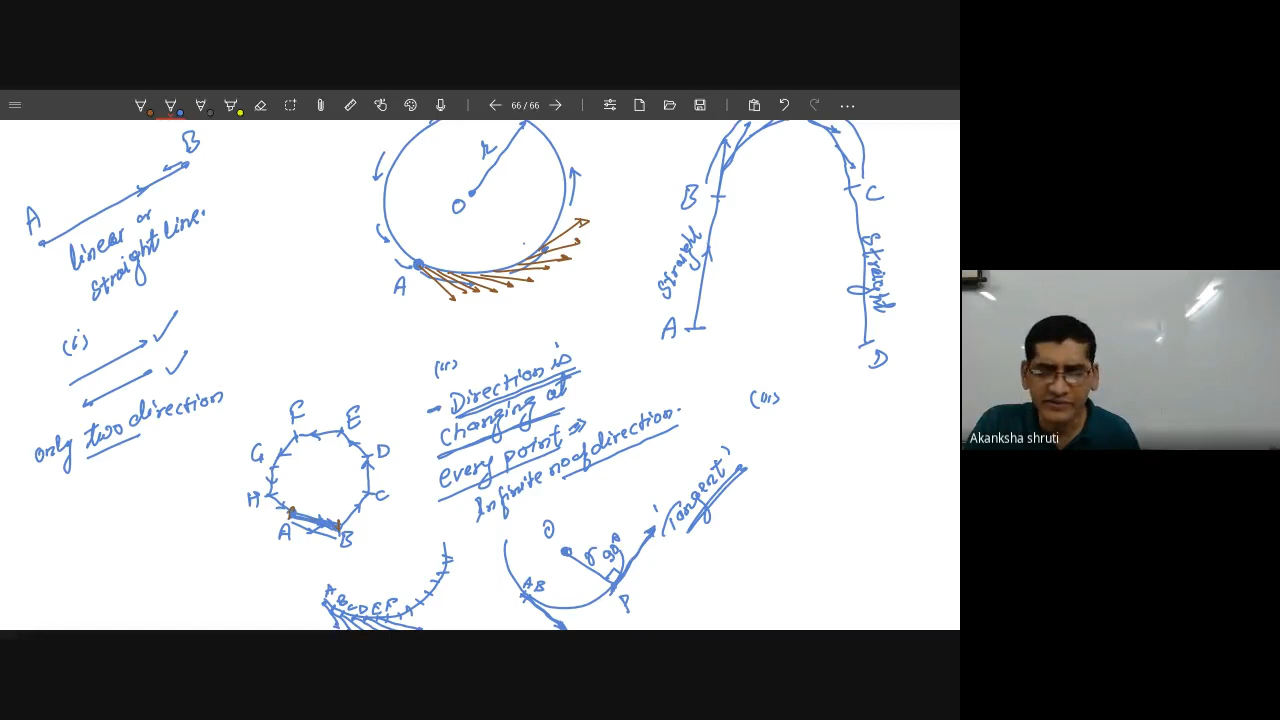 66/66
B
A
linear or
straight line.
(i)
only two direction
r
O
A
(ii)
- Direction is
changing at
every point ⇒
Infinite no of direction.
B
C
Straight
Straight
A
D
(iii)
F
E
G
D
H
C
A
B
A
B
C
D
E
F
O
r
90°
'Tangent'
A B
P
Akanksha shruti